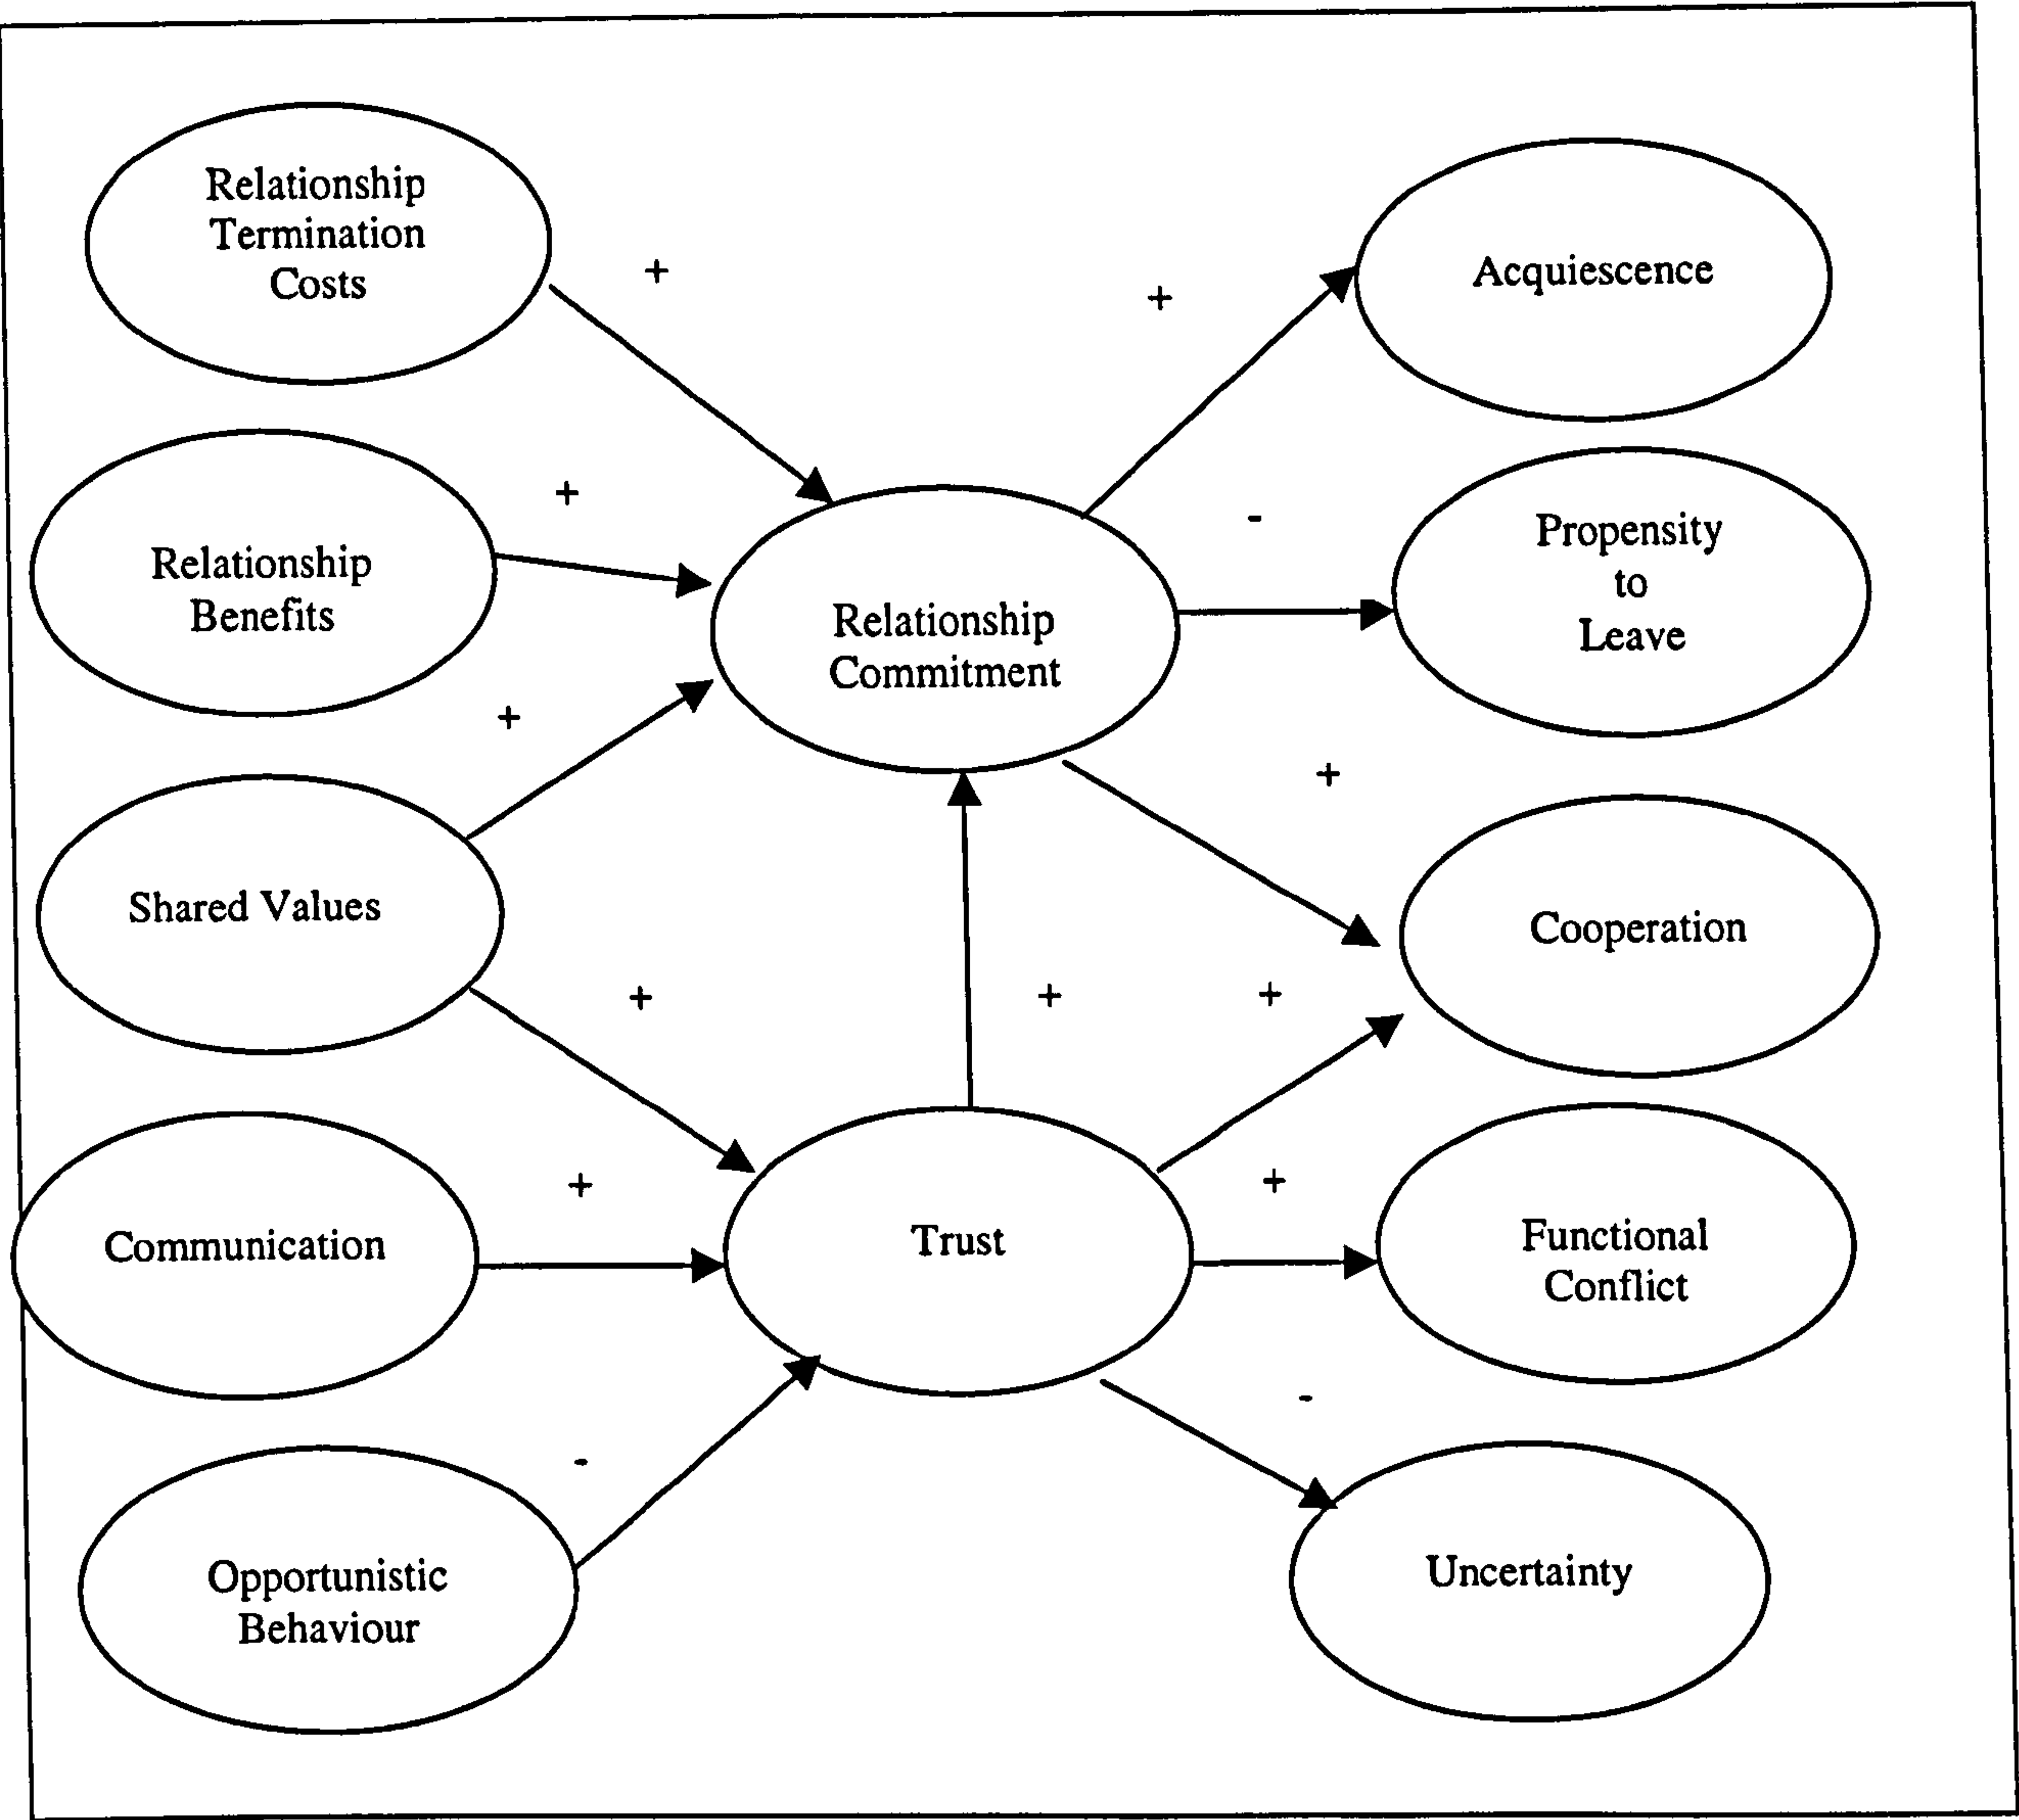 Relationship
Termination
Costs
+
+
Acquiescence
Relationship
Benefits
+
-
Propensity
to
Leave
Relationship
Commitment
+
+
Shared Values
Cooperation
+
+
+
Communication
+
Trust
+
Functional
Conflict
-
-
Opportunistic
Behaviour
Uncertainty